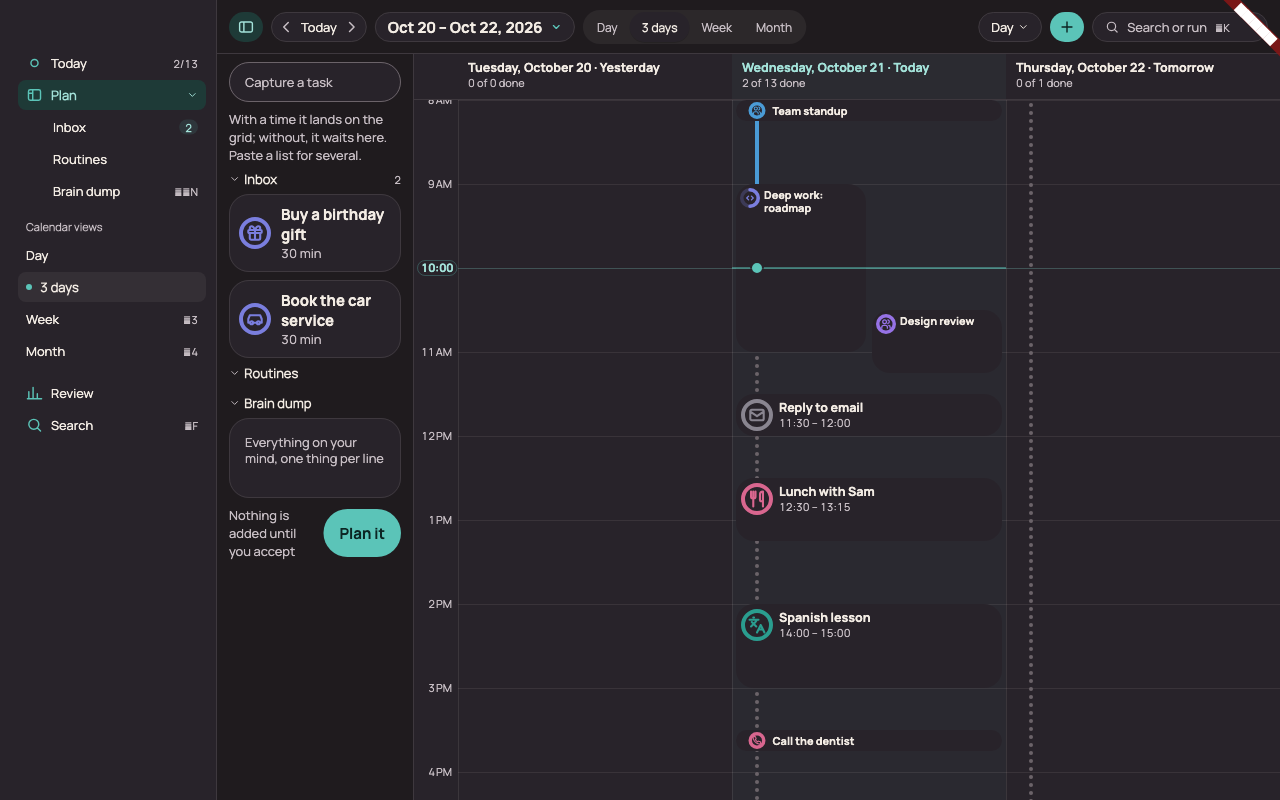 Today
2/13
Plan
Inbox
2
Routines
Brain dump
N
Calendar views
Day
3 days
Week
3
Month
4
Review
Search
F
Today
Oct 20 – Oct 22, 2026
Day
3 days
Week
Month
Day
Search or run
K
Capture a task
With a time it lands on the
grid; without, it waits here.
Paste a list for several.
Inbox
2
Buy a birthday
gift
30 min
Book the car
service
30 min
Routines
Brain dump
Everything on your
mind, one thing per line
Nothing is
added until
you accept
Plan it
Tuesday, October 20 · Yesterday
0 of 0 done
Wednesday, October 21 · Today
2 of 13 done
Thursday, October 22 · Tomorrow
0 of 1 done
8 AM
Team standup
9 AM
Deep work:
roadmap
10:00
Design review
11 AM
Reply to email
11:30 – 12:00
12 PM
Lunch with Sam
12:30 – 13:15
1 PM
2 PM
Spanish lesson
14:00 – 15:00
3 PM
Call the dentist
4 PM